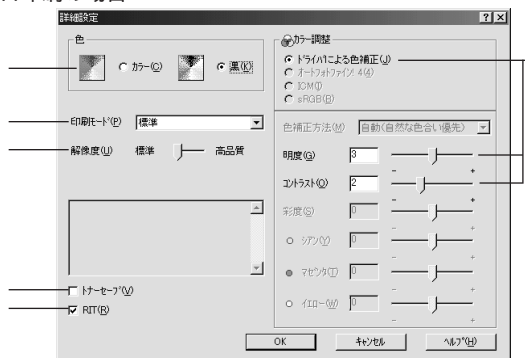 詳細設定
色
カラー(C)
黒(K)
印刷モード(P)
標準
解像度(U)
標準
高品質
トナーセーブ(V)
RIT(R)
カラー調整
ドライバによる色補正(J)
オートフォトファイン!4(4)
ICM(I)
sRGB(B)
色補正方法(M)
自動(自然な色合い優先)
明度(G)
3
- +
コントラスト(O)
2
- +
彩度(S)
0
- +
シアン(Y)
0
- +
マゼンタ(T)
0
- +
イエロー(W)
0
- +
OK
キャンセル
ヘルプ(H)